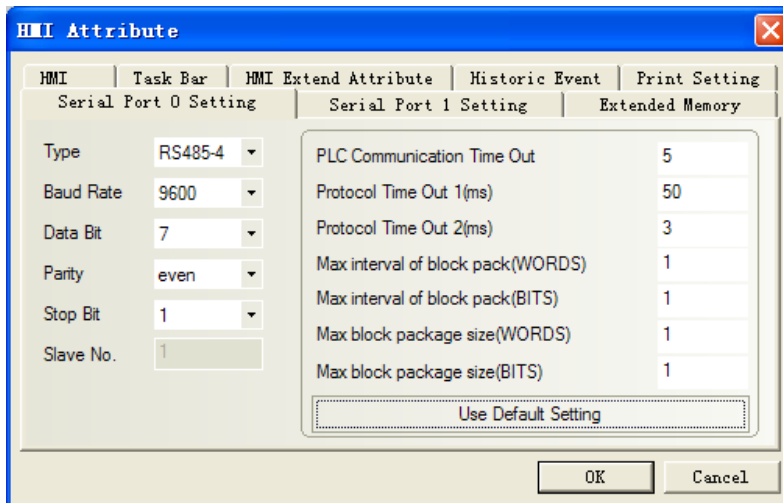 HMI Attribute
HMI Task Bar HMI Extend Attribute Historic Event Print Setting
Serial Port 0 Setting Serial Port 1 Setting Extended Memory
Type RS485-4
Baud Rate 9600
Data Bit 7
Parity even
Stop Bit 1
Slave No. 1
PLC Communication Time Out 5
Protocol Time Out 1(ms) 50
Protocol Time Out 2(ms) 3
Max interval of block pack(WORDS) 1
Max interval of block pack(BITS) 1
Max block package size(WORDS) 1
Max block package size(BITS) 1
Use Default Setting
OK Cancel